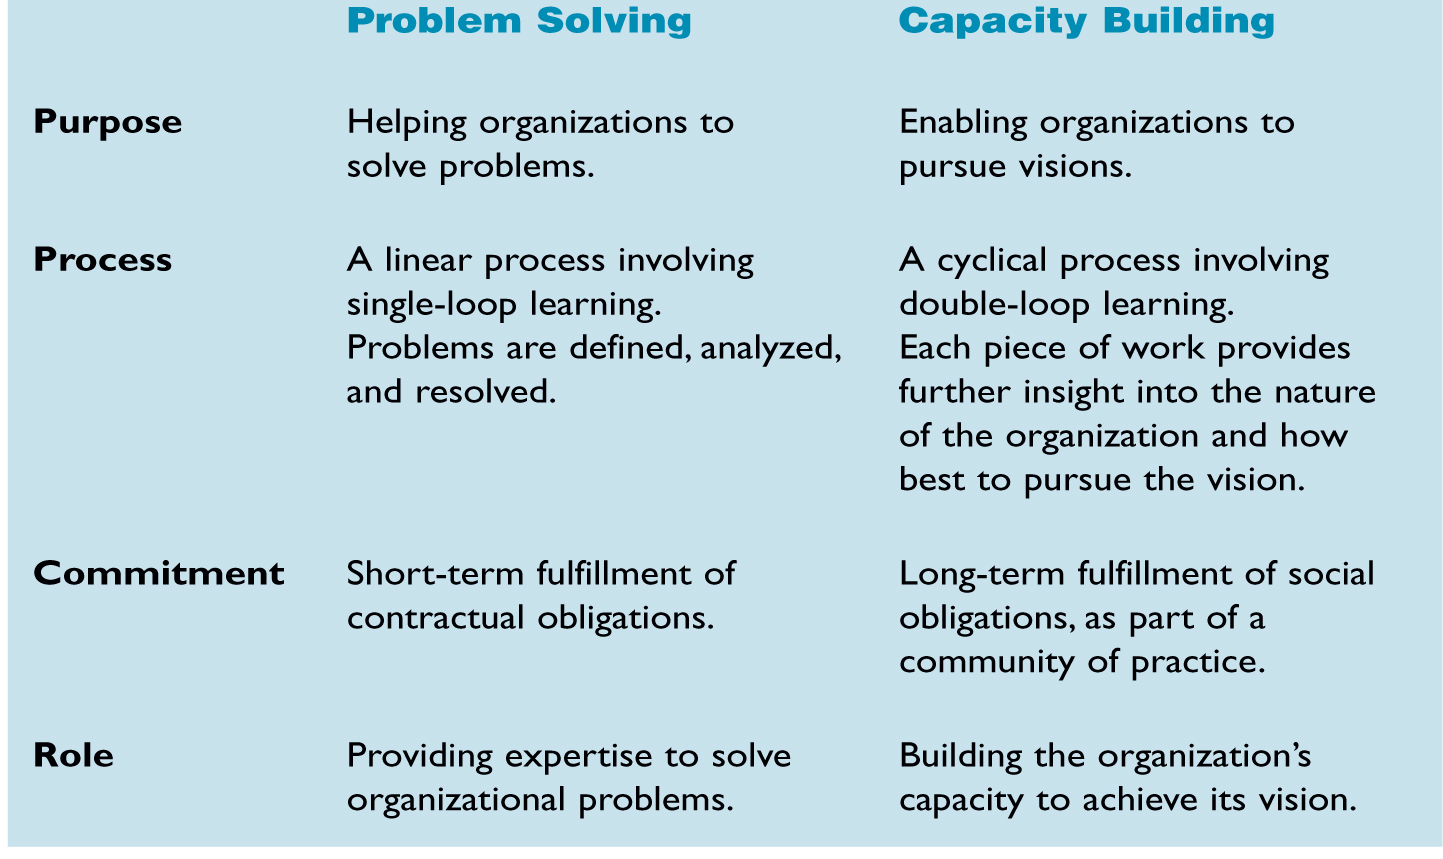 Problem Solving Capacity Building
Purpose
Helping organizations to
solve problems.
Enabling organizations to
pursue visions.
Process
A linear process involving
single-loop learning.
Problems are defined, analyzed,
and resolved.
A cyclical process involving
double-loop learning.
Each piece of work provides
further insight into the nature
of the organization and how
best to pursue the vision.
Commitment
Short-term fulfillment of
contractual obligations.
Long-term fulfillment of social
obligations, as part of a
community of practice.
Role
Providing expertise to solve
organizational problems.
Building the organization’s
capacity to achieve its vision.